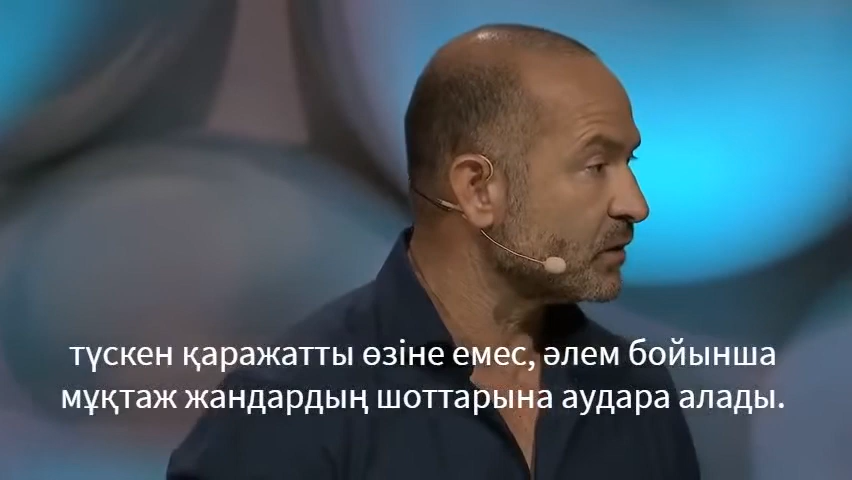 түскен қаражатты өзіне емес, әлем бойынша
мұқтаж жандардың шоттарына аудара алады.